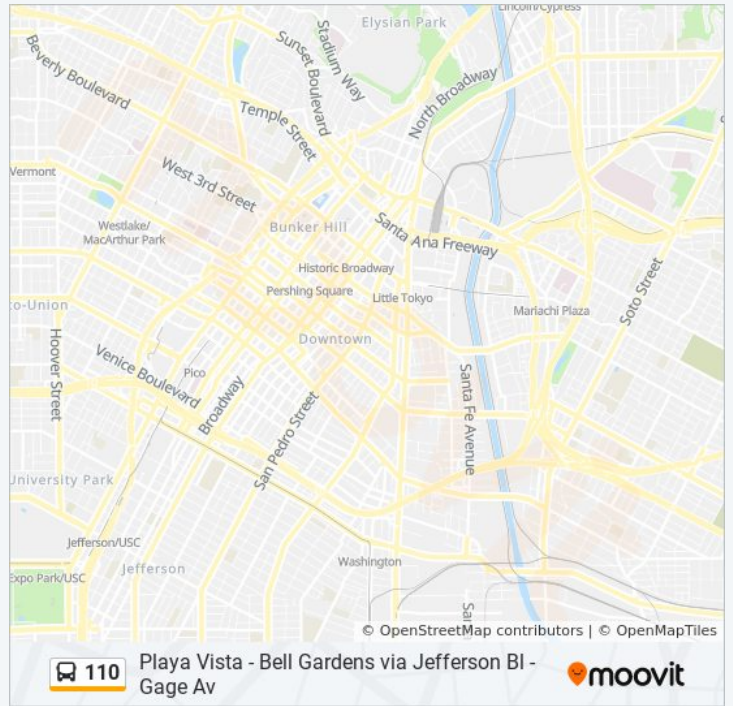 Lincoln/Cypress
Elysian Park
Stadium Way
Sunset Boulevard
Beverly Boulevard
North Broadway
Temple Street
Vermont
West 3rd Street
Westlake/
MacArthur Park
Bunker Hill
Santa Ana Freeway
Historic Broadway
Pershing Square
Little Tokyo
Mariachi Plaza
Soto Street
co-Union
Downtown
Hoover Street
Venice Boulevard
Pico
Broadway
San Pedro Street
Santa Fe Avenue
University Park
Jefferson/USC
Jefferson
Expo Park/USC
Washington
San
© OpenStreetMap contributors | © OpenMapTiles
110
Playa Vista - Bell Gardens via Jefferson Bl -
Gage Av
moovit